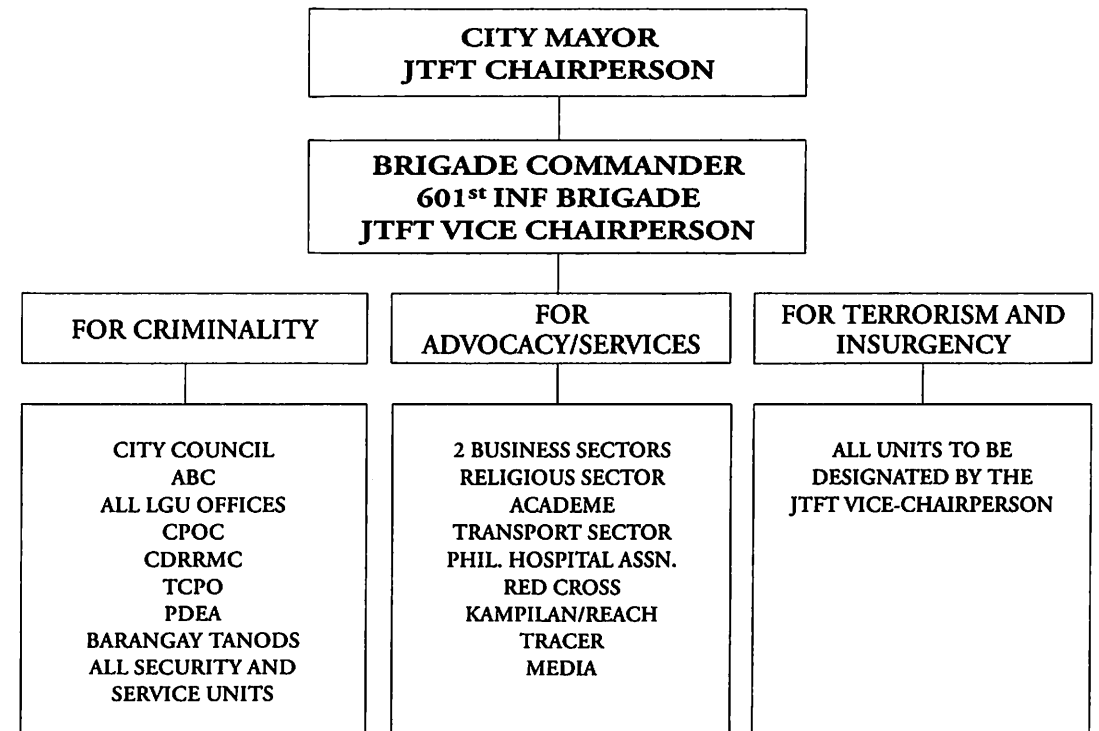 CITY MAYOR
JTFT CHAIRPERSON
BRIGADE COMMANDER
601st INF BRIGADE
JTFT VICE CHAIRPERSON
FOR CRIMINALITY
FOR
ADVOCACY/SERVICES
FOR TERRORISM AND
INSURGENCY
CITY COUNCIL
ABC
ALL LGU OFFICES
CPOC
CDRRMC
TCPO
PDEA
BARANGAY TANODS
ALL SECURITY AND
SERVICE UNITS
2 BUSINESS SECTORS
RELIGIOUS SECTOR
ACADEME
TRANSPORT SECTOR
PHIL. HOSPITAL ASSN.
RED CROSS
KAMPILAN/REACH
TRACER
MEDIA
ALL UNITS TO BE
DESIGNATED BY THE
JTFT VICE-CHAIRPERSON